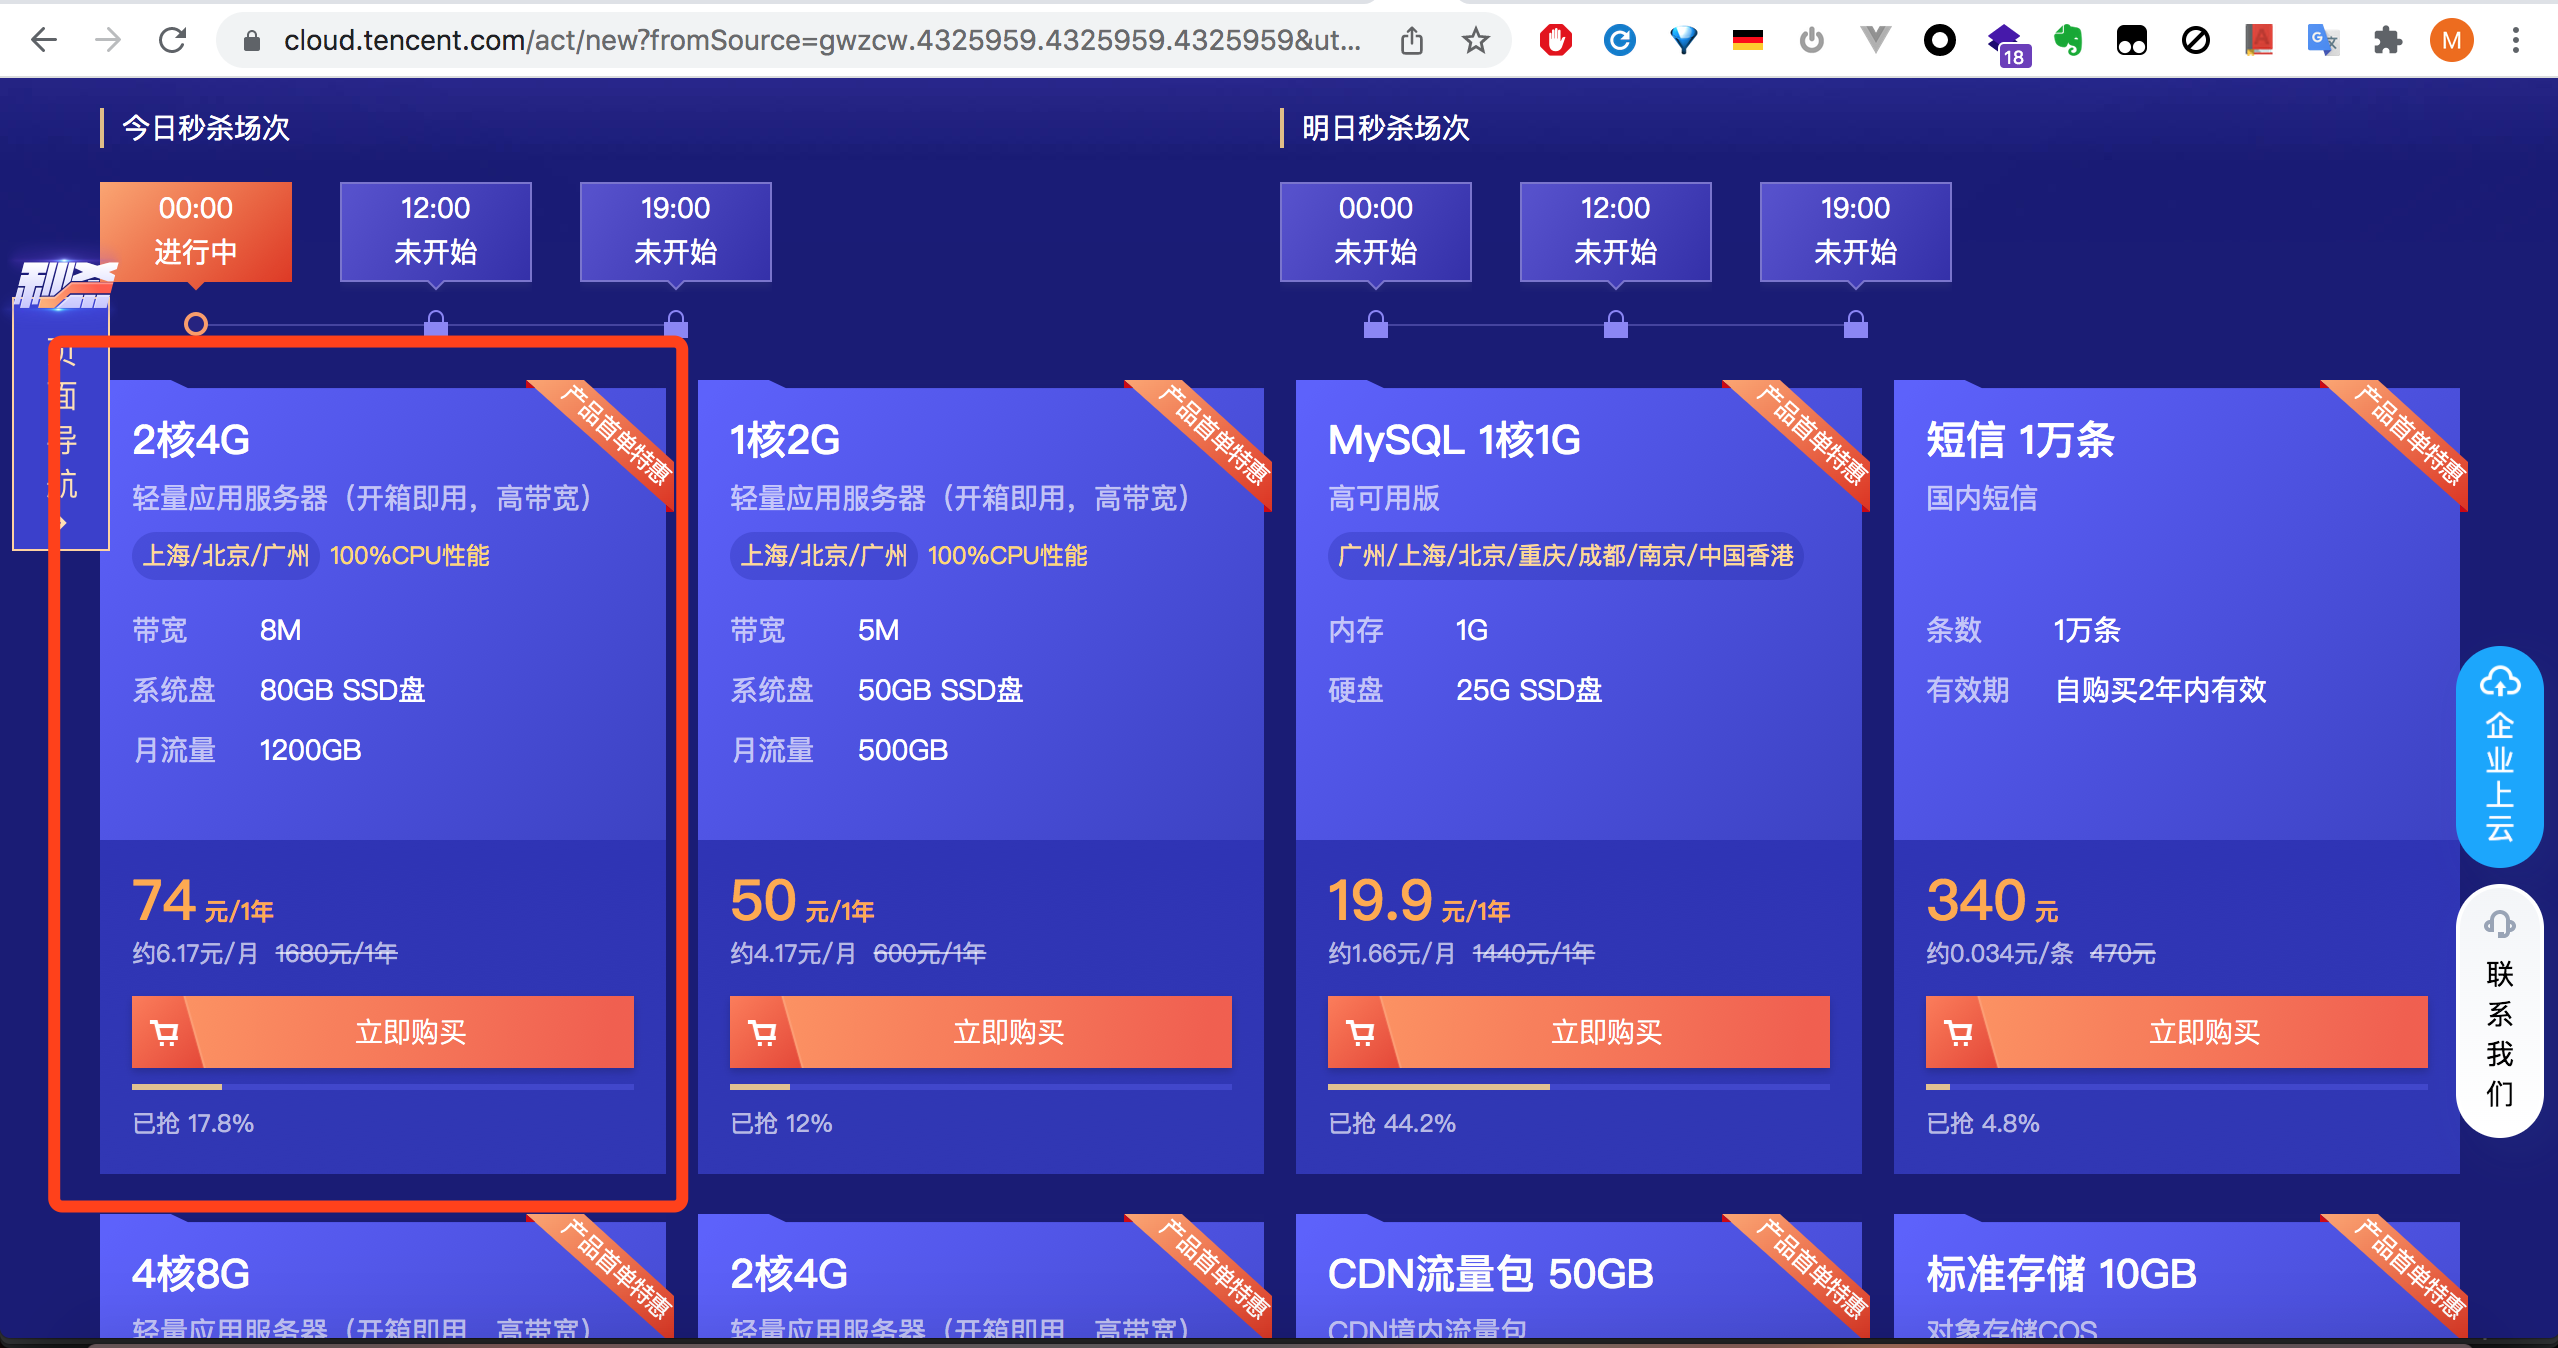 cloud.tencent.com/act/new?fromSource=gwzcw.4325959.4325959.4325959&ut...
18
M
今日秒杀场次
明日秒杀场次
00:00
进行中
12:00
未开始
19:00
未开始
00:00
未开始
12:00
未开始
19:00
未开始
秒杀
页面导航
产品首单特惠
2核4G
轻量应用服务器（开箱即用，高带宽）
上海/北京/广州 100%CPU性能
带宽 8M
系统盘 80GB SSD盘
月流量 1200GB
74 元/1年
约6.17元/月 1680元/1年
立即购买
已抢 17.8%
产品首单特惠
1核2G
轻量应用服务器（开箱即用，高带宽）
上海/北京/广州 100%CPU性能
带宽 5M
系统盘 50GB SSD盘
月流量 500GB
50 元/1年
约4.17元/月 600元/1年
立即购买
已抢 12%
产品首单特惠
MySQL 1核1G
高可用版
广州/上海/北京/重庆/成都/南京/中国香港
内存 1G
硬盘 25G SSD盘
19.9 元/1年
约1.66元/月 1440元/1年
立即购买
已抢 44.2%
产品首单特惠
短信 1万条
国内短信
条数 1万条
有效期 自购买2年内有效
340 元
约0.034元/条 470元
立即购买
已抢 4.8%
企业上云
联系我们
产品首单特惠
4核8G
轻量应用服务器（开箱即用，高带宽）
产品首单特惠
2核4G
轻量应用服务器（开箱即用，高带宽）
产品首单特惠
CDN流量包 50GB
CDN境内流量包
产品首单特惠
标准存储 10GB
对象存储COS